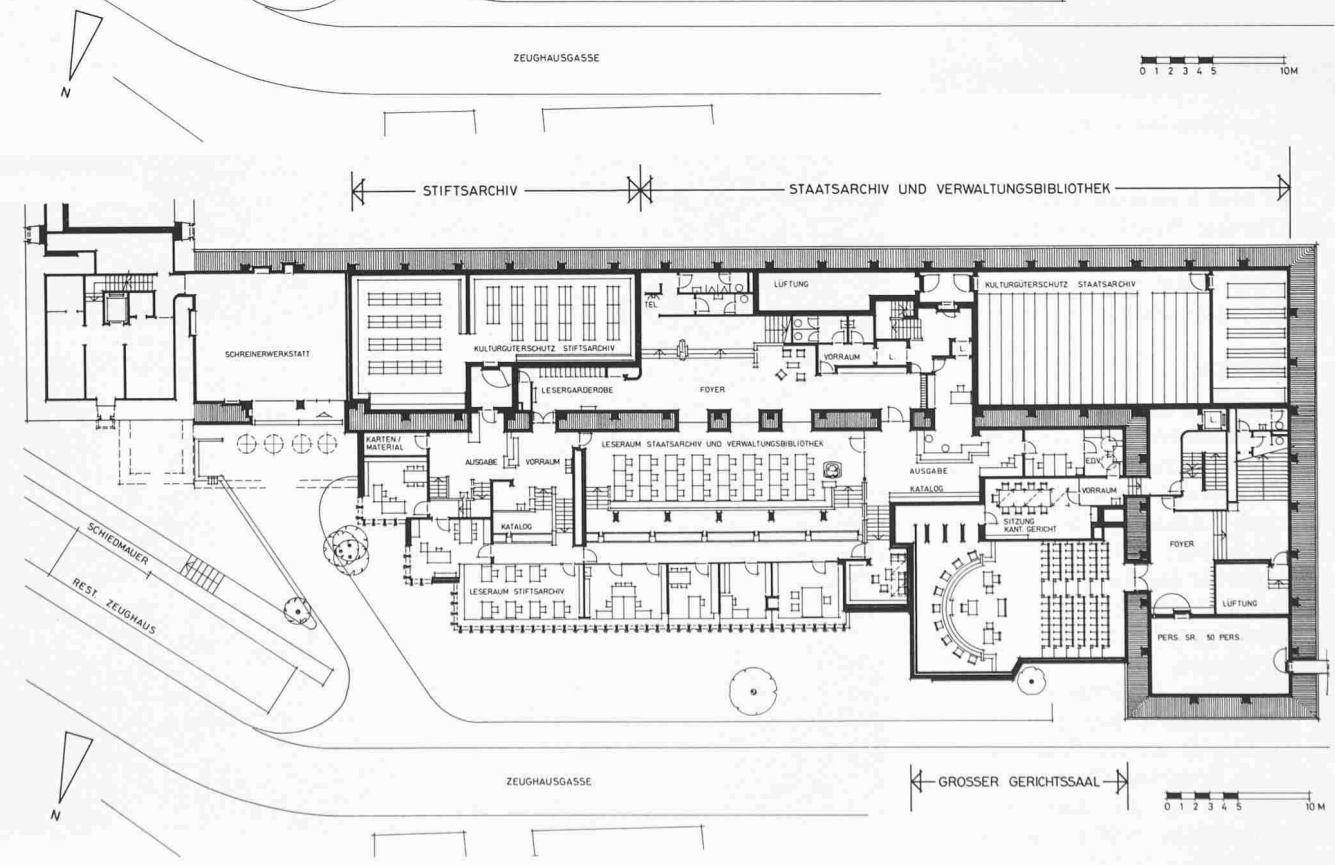 ZEUGHAUSGASSE
N
0 1 2 3 4 5 10M
STIFTSARCHIV
STAATSARCHIV UND VERWALTUNGSBIBLIOTHEK
LÜFTUNG
KULTURGÜTERSCHUTZ STAATSARCHIV
TEL.
SCHREINERWERKSTATT
KULTURGÜTERSCHUTZ STIFTSARCHIV
VORRAUM
L.
L.
LESERGARDEROBE
FOYER
KARTEN /
MATERIAL
LESERAUM STAATSARCHIV UND VERWALTUNGSBIBLIOTHEK
AUSGABE
VORRAUM
AUSGABE
EDV.
KATALOG
VORRAUM
KATALOG
SITZUNG
KANT. GERICHT
SCHIEDMAUER
FOYER
REST. ZEUGHAUS
LESERAUM STIFTSARCHIV
LÜFTUNG
PERS. SR. 50 PERS.
N
ZEUGHAUSGASSE
GROSSER GERICHTSSAAL
0 1 2 3 4 5 10 M